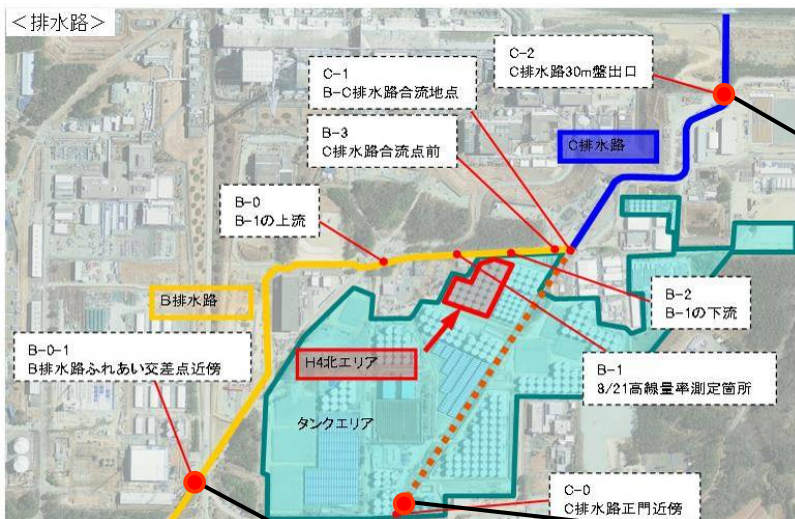 <排水路>
C-2
C排水路30m盤出口
C-1
B-C排水路合流地点
B-3
C排水路合流点前
C排水路
B-0
B-1の上流
B排水路
B-2
B-1の下流
B-0-1
B排水路ふれあい交差点近傍
H4北エリア
B-1
8/21高線量率測定箇所
タンクエリア
C-0
C排水路正門近傍